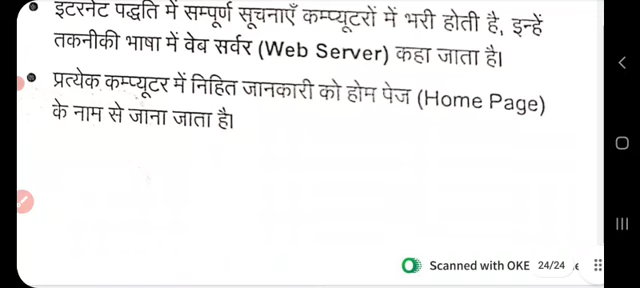 इंटरनेट पद्धति में सम्पूर्ण सूचनाएँ कम्प्यूटरों में भरी होती है, इन्हें
तकनीकी भाषा में वेब सर्वर (Web Server) कहा जाता है।
प्रत्येक कम्प्यूटर में निहित जानकारी को होम पेज (Home Page)
के नाम से जाना जाता है।
Scanned with OKE 24/24